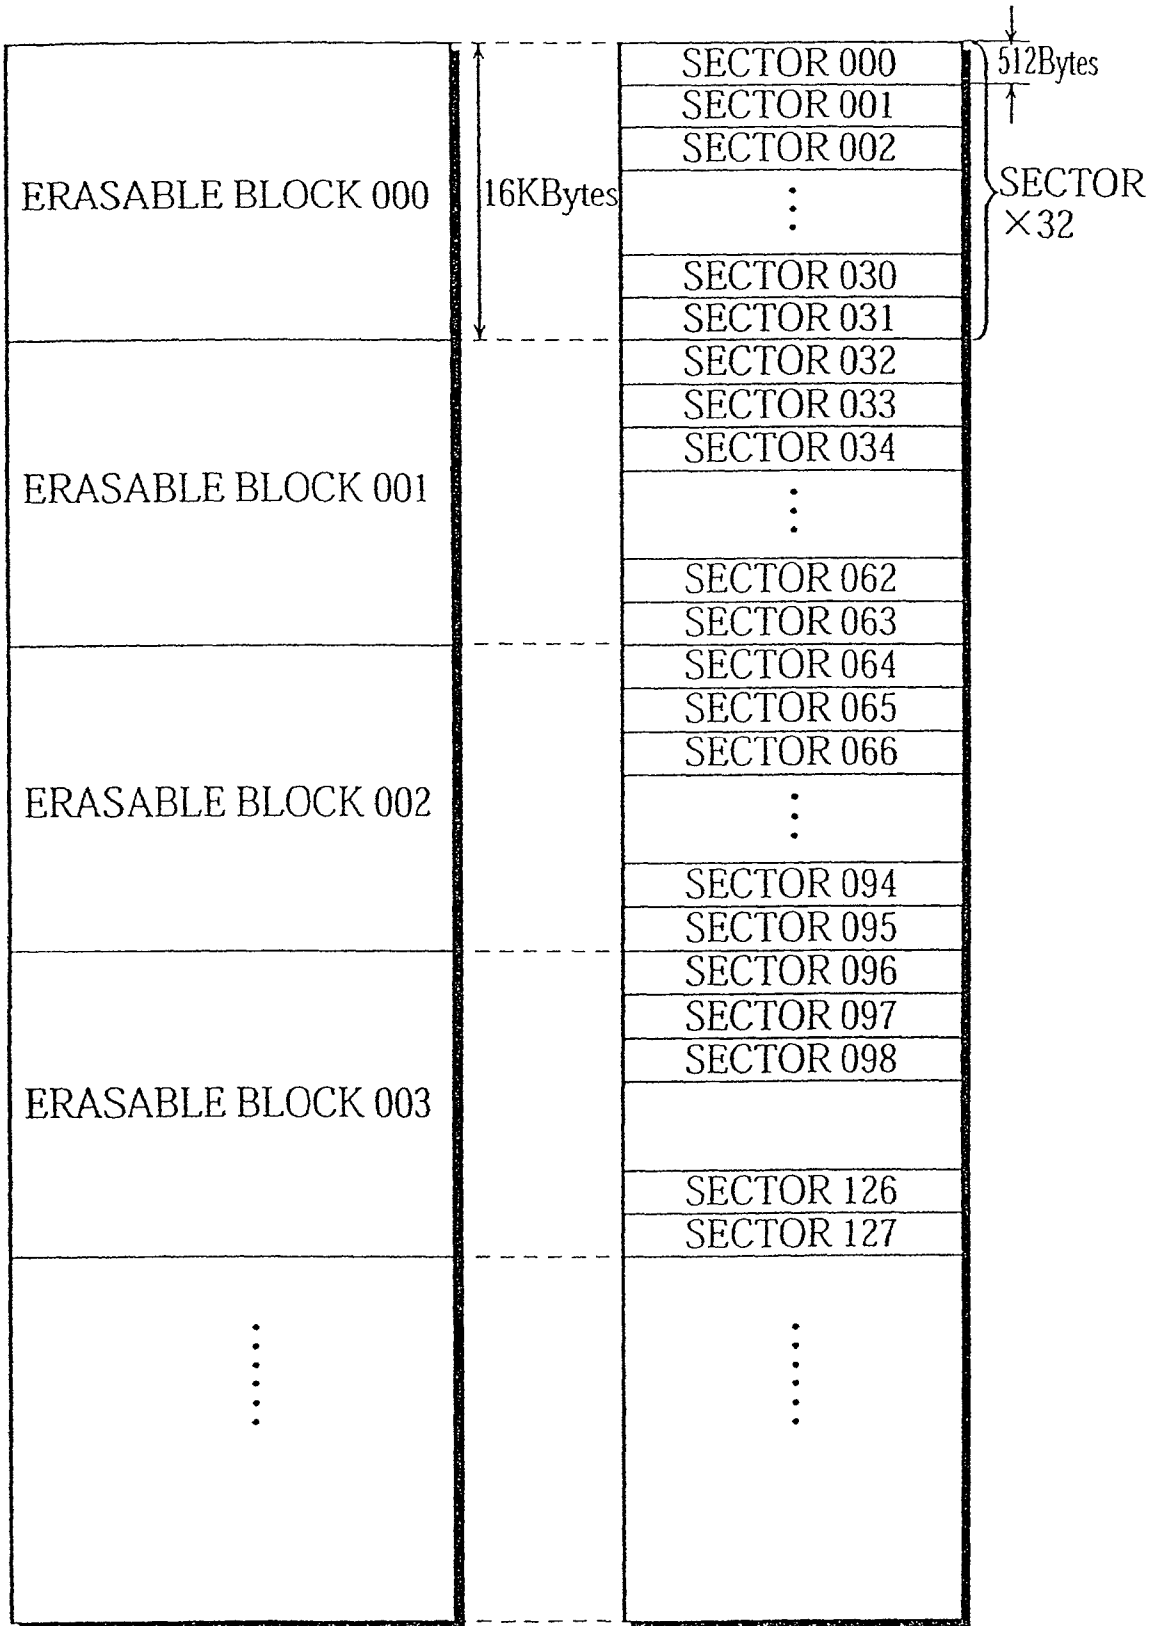 SECTOR 000
512Bytes
SECTOR 001
SECTOR 002
ERASABLE BLOCK 000
16KBytes
SECTOR
×32
SECTOR 030
SECTOR 031
SECTOR 032
SECTOR 033
SECTOR 034
ERASABLE BLOCK 001
SECTOR 062
SECTOR 063
SECTOR 064
SECTOR 065
SECTOR 066
ERASABLE BLOCK 002
SECTOR 094
SECTOR 095
SECTOR 096
SECTOR 097
SECTOR 098
ERASABLE BLOCK 003
SECTOR 126
SECTOR 127